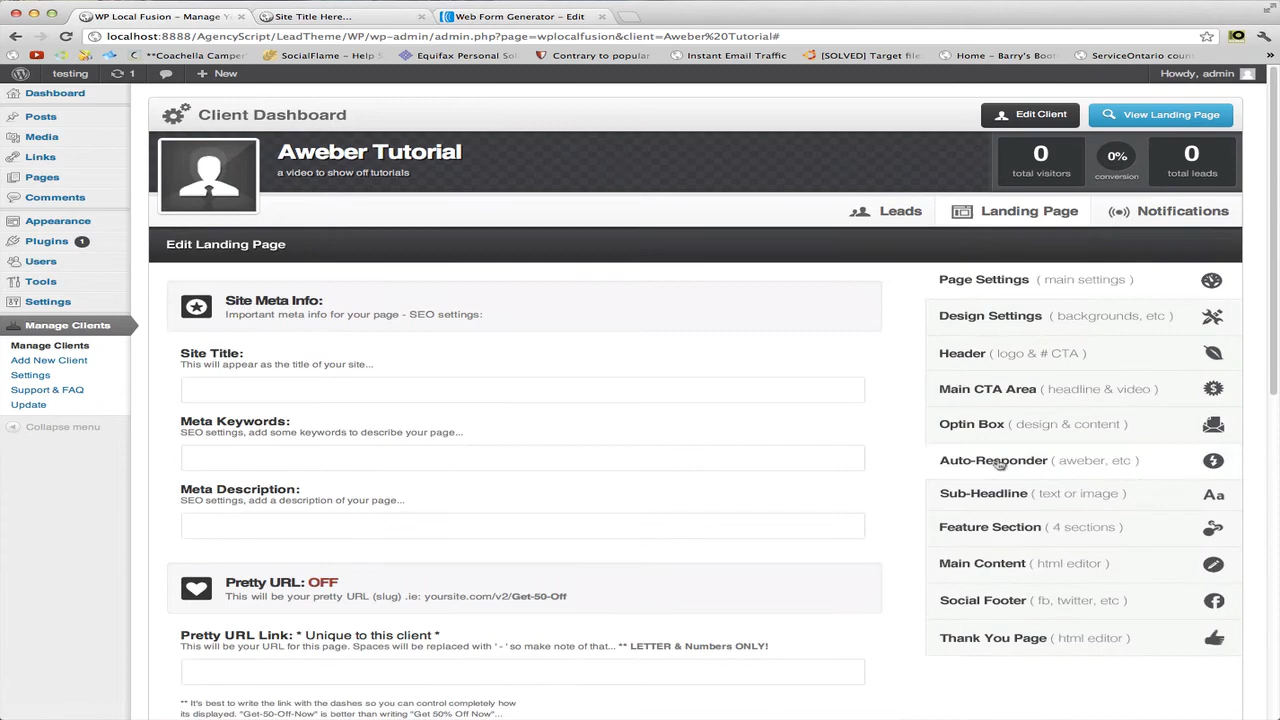 WP Local Fusion – Manage Y
Site Title Here...
Web Form Generator – Edit
localhost:8888/AgencyScript/LeadTheme/WP/wp-admin/admin.php?page=wplocalfusion&client=Aweber%20Tutorial#
**Coachella Camper
SocialFlame – Help S
Equifax Personal Sol
Contrary to popular
Instant Email Traffic
[SOLVED] Target file
Home – Barry's Boot
ServiceOntario coun
testing
1
New
Howdy, admin
Dashboard
Posts
Media
Links
Pages
Comments
Appearance
Plugins 1
Users
Tools
Settings
Manage Clients
Manage Clients
Add New Client
Settings
Support & FAQ
Update
Collapse menu
Client Dashboard
Edit Client
View Landing Page
Aweber Tutorial
a video to show off tutorials
0
total visitors
0%
conversion
0
total leads
Leads
Landing Page
Notifications
Edit Landing Page
Site Meta Info:
Important meta info for your page - SEO settings:
Site Title:
This will appear as the title of your site...
Meta Keywords:
SEO settings, add some keywords to describe your page...
Meta Description:
SEO settings, add a description of your page...
Pretty URL: OFF
This will be your pretty URL (slug) .ie: yoursite.com/v2/Get-50-Off
Pretty URL Link: * Unique to this client *
This will be your URL for this page. Spaces will be replaced with ' - ' so make note of that... ** LETTER & Numbers ONLY!
** It's best to write the link with the dashes so you can control completely how
its displayed. "Get-50-Off-Now" is better than writing "Get 50% Off Now"...
Page Settings ( main settings )
Design Settings ( backgrounds, etc )
Header ( logo & # CTA )
Main CTA Area ( headline & video )
Optin Box ( design & content )
Auto-Responder ( aweber, etc )
Sub-Headline ( text or image )
Aa
Feature Section ( 4 sections )
Main Content ( html editor )
Social Footer ( fb, twitter, etc )
Thank You Page ( html editor )